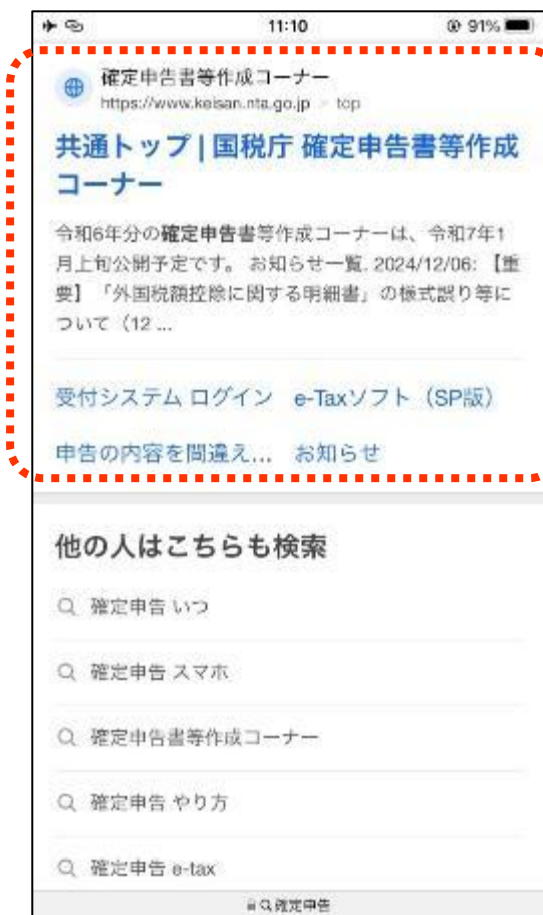 11:10
91%
確定申告書等作成コーナー
https://www.keisan.nta.go.jp › top
共通トップ | 国税庁 確定申告書等作成
コーナー
令和6年分の確定申告書等作成コーナーは、令和7年1
月上旬公開予定です。 お知らせ一覧. 2024/12/06: 【重
要】「外国税額控除に関する明細書」の様式誤り等に
ついて（12 ...
受付システム ログイン e-Taxソフト（SP版）
申告の内容を間違え... お知らせ
他の人はこちらも検索
確定申告 いつ
確定申告 スマホ
確定申告書等作成コーナー
確定申告 やり方
確定申告 e-tax
確定申告